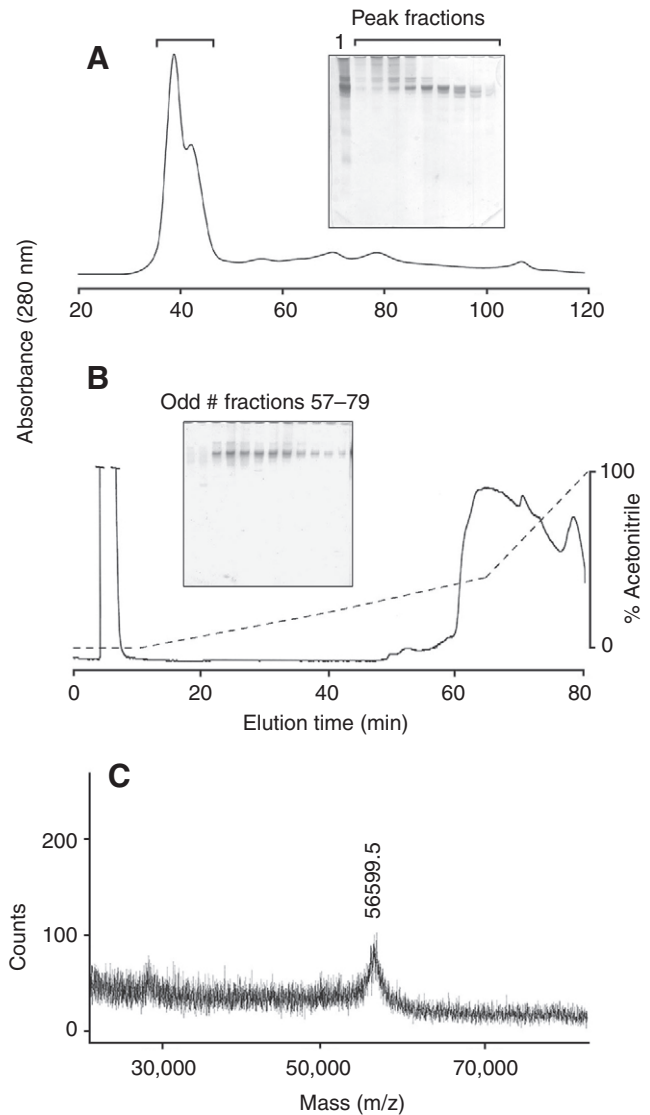 Peak fractions
A
1
20 40 60 80 100 120
Absorbance (280 nm)
B
Odd # fractions 57–79
100
% Acetonitrile
0
0 20 40 60 80
Elution time (min)
C
200
56599.5
100
Counts
0
30,000 50,000 70,000
Mass (m/z)